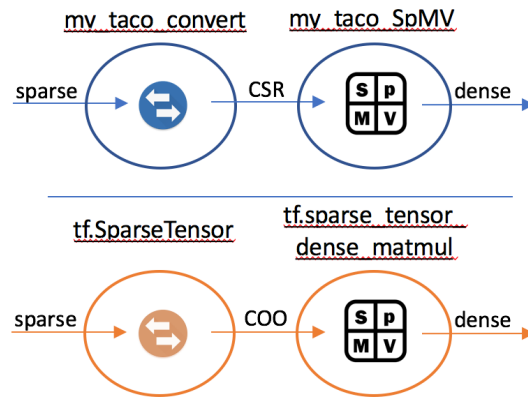 my_taco_convert
my_taco_SpMV
sparse
CSR
S p
M V
dense
tf.SparseTensor
tf.sparse_tensor_
dense_matmul
sparse
COO
S p
M V
dense